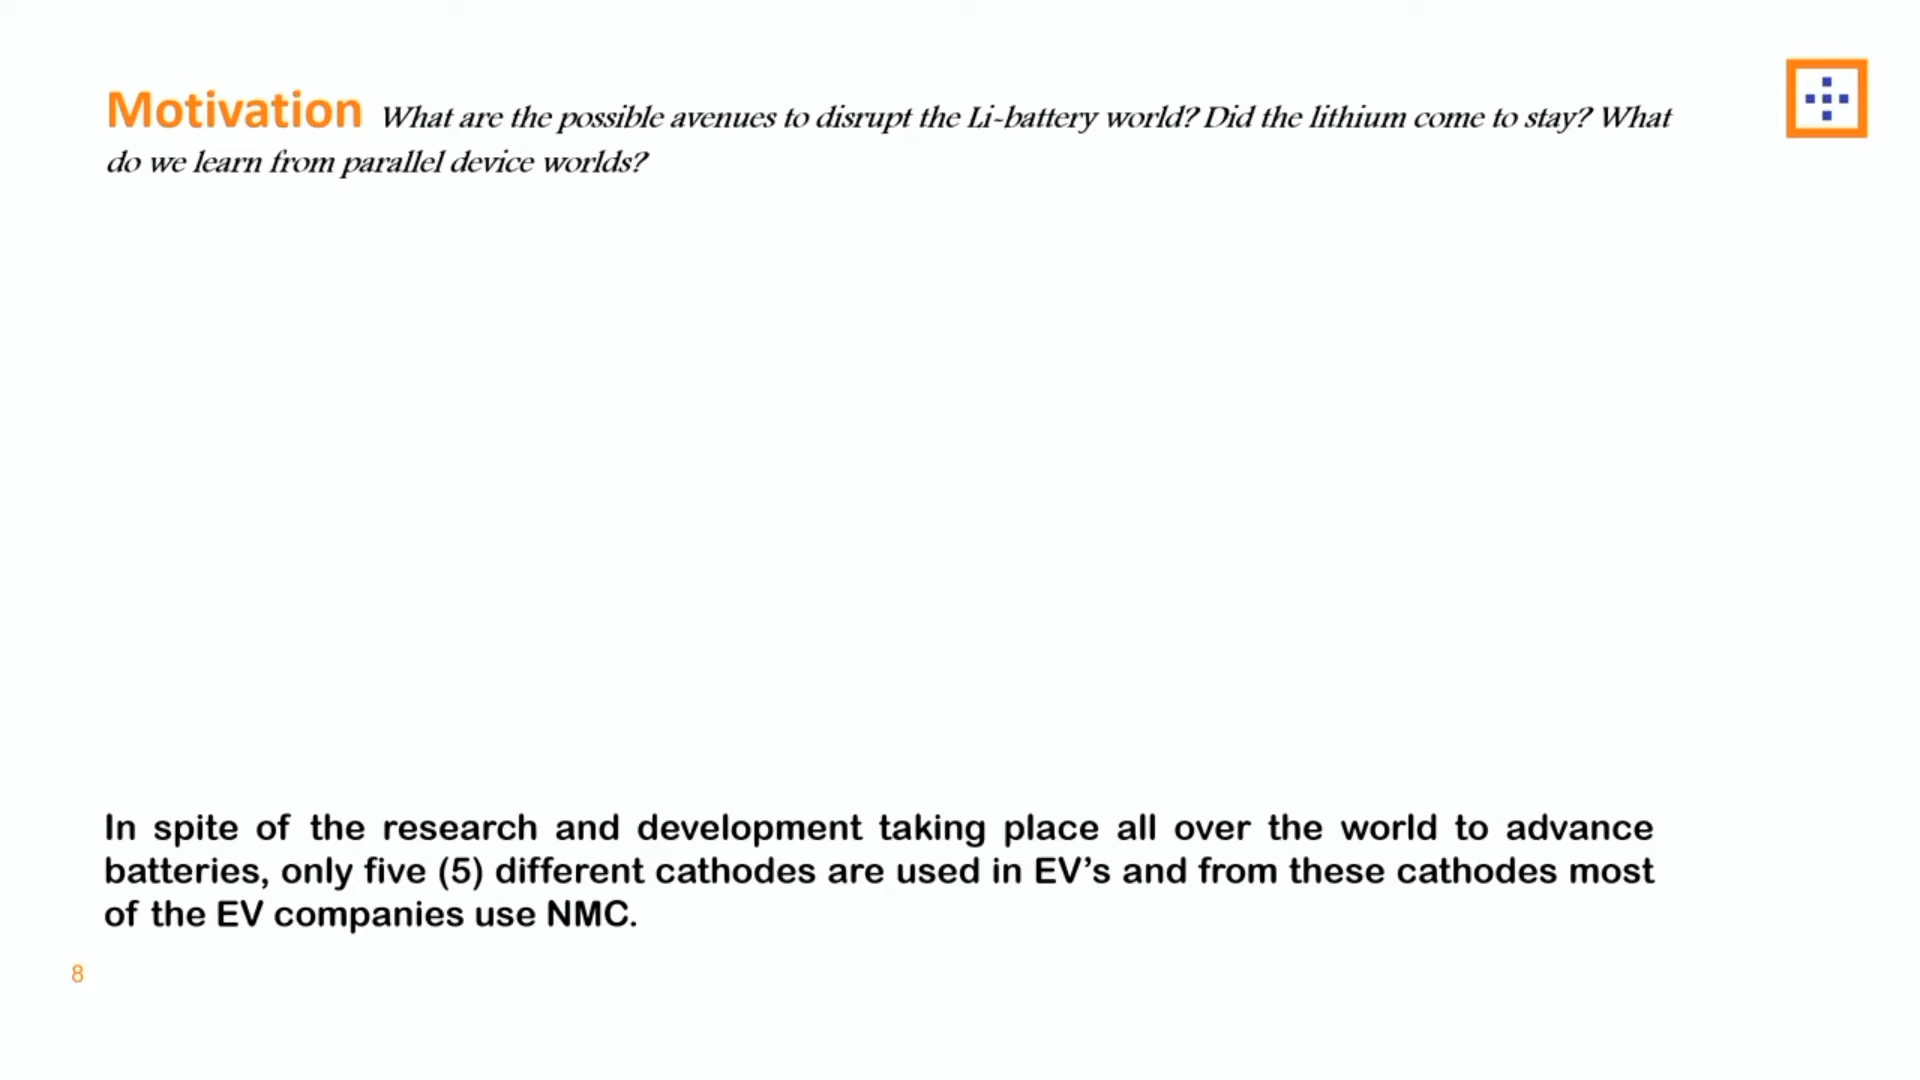 Motivation What are the possible avenues to disrupt the Li-battery world? Did the lithium come to stay? What
do we learn from parallel device worlds?
In spite of the research and development taking place all over the world to advance
batteries, only five (5) different cathodes are used in EV’s and from these cathodes most
of the EV companies use NMC.
8